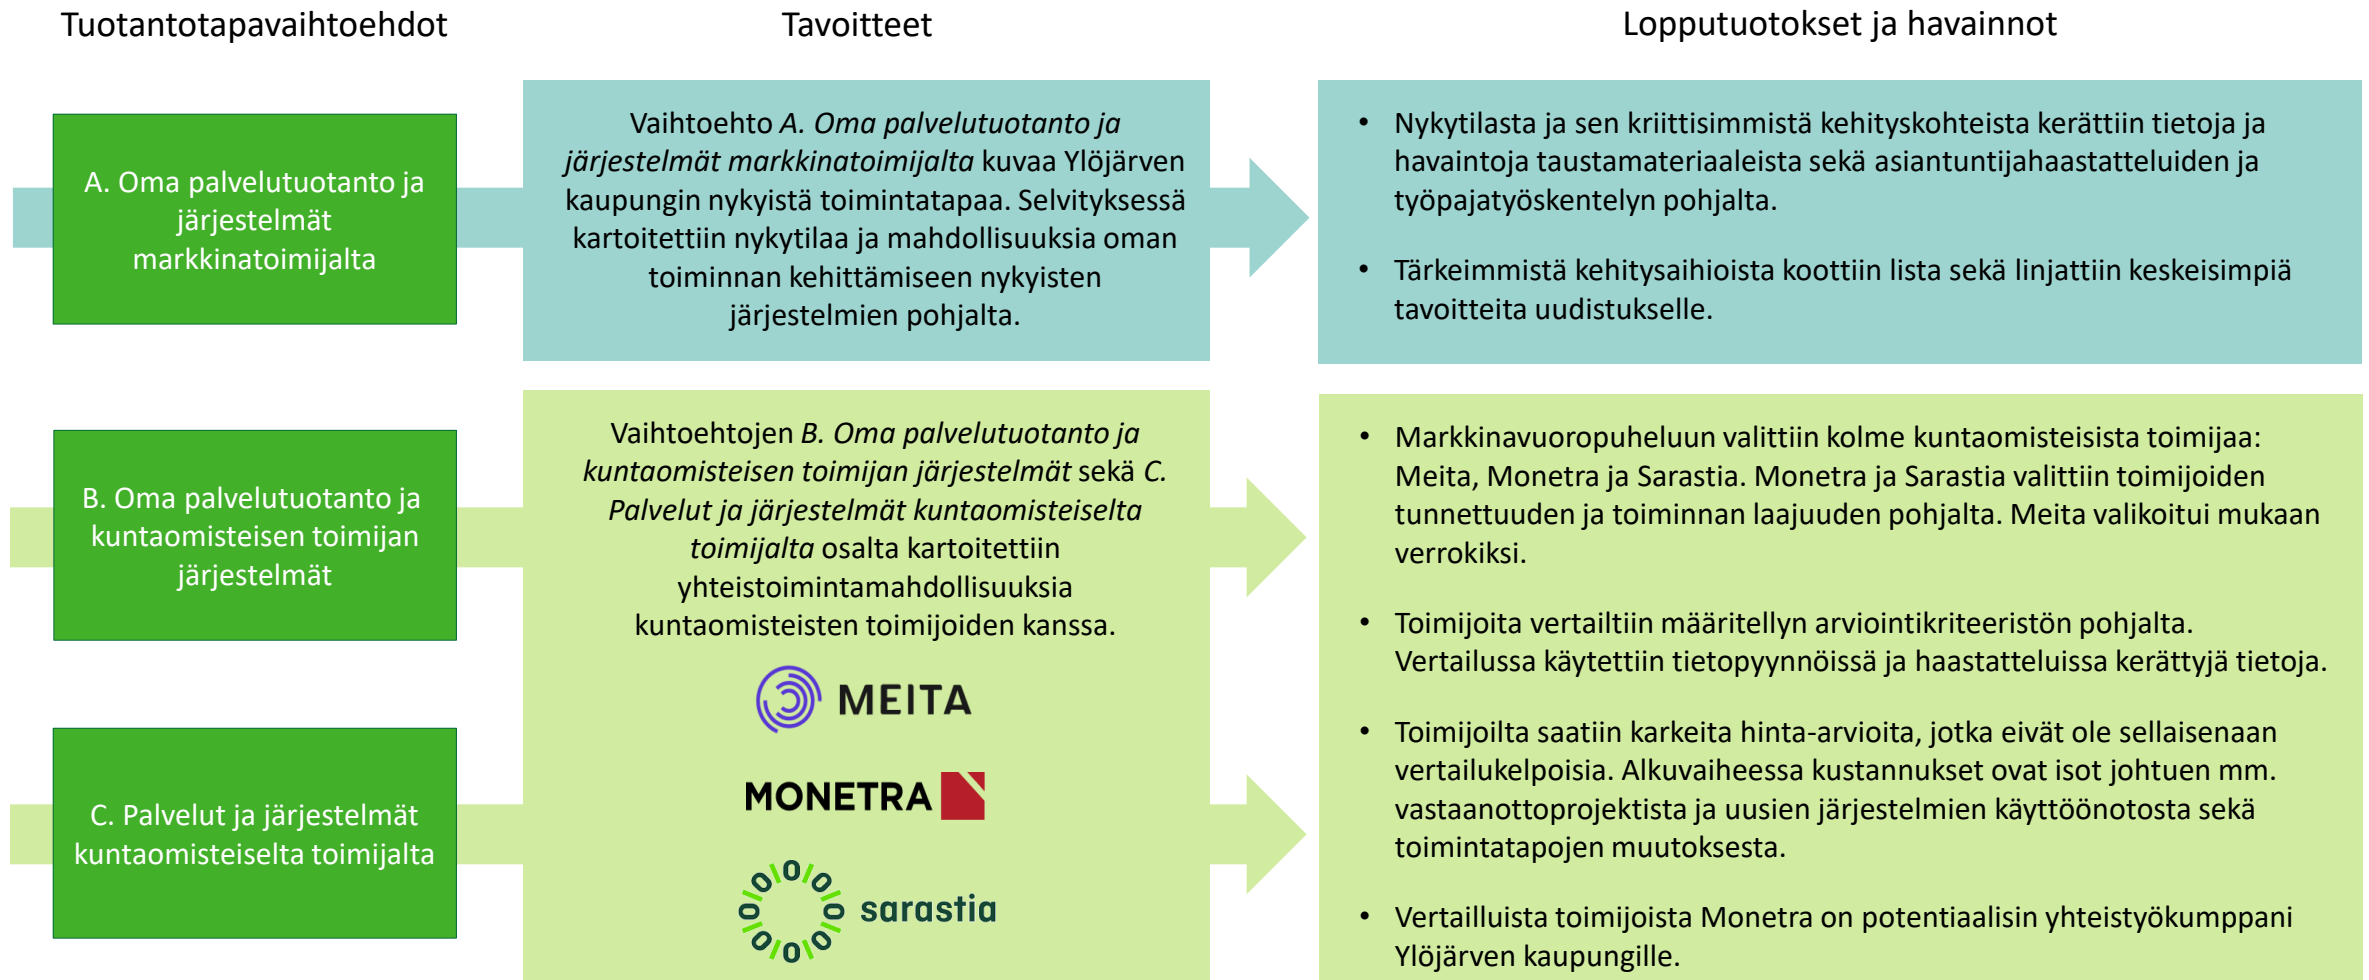 Tuotantotapavaihtoehdot
Tavoitteet
Lopputuotokset ja havainnot
A. Oma palvelutuotanto ja
järjestelmät
markkinatoimijalta
Vaihtoehto A. Oma palvelutuotanto ja
järjestelmät markkinatoimijalta kuvaa Ylöjärven
kaupungin nykyistä toimintatapaa. Selvityksessä
kartoitettiin nykytilaa ja mahdollisuuksia oman
toiminnan kehittämiseen nykyisten
järjestelmien pohjalta.
• Nykytilasta ja sen kriittisimmistä kehityskohteista kerättiin tietoja ja
havaintoja taustamateriaaleista sekä asiantuntijahaastatteluiden ja
työpajatyöskentelyn pohjalta.
• Tärkeimmistä kehitysaihioista koottiin lista sekä linjattiin keskeisimpiä
tavoitteita uudistukselle.
B. Oma palvelutuotanto ja
kuntaomisteisen toimijan
järjestelmät
C. Palvelut ja järjestelmät
kuntaomisteiselta toimijalta
Vaihtoehtojen B. Oma palvelutuotanto ja
kuntaomisteisen toimijan järjestelmät sekä C.
Palvelut ja järjestelmät kuntaomisteiselta
toimijalta osalta kartoitettiin
yhteistoimintamahdollisuuksia
kuntaomisteisten toimijoiden kanssa.
MEITA
MONETRA
sarastia
• Markkinavuoropuheluun valittiin kolme kuntaomisteisista toimijaa:
Meita, Monetra ja Sarastia. Monetra ja Sarastia valittiin toimijoiden
tunnettuuden ja toiminnan laajuuden pohjalta. Meita valikoitui mukaan
verrokiksi.
• Toimijoita vertailtiin määritellyn arviointikriteeristön pohjalta.
Vertailussa käytettiin tietopyynnöissä ja haastatteluissa kerättyjä tietoja.
• Toimijoilta saatiin karkeita hinta-arvioita, jotka eivät ole sellaisenaan
vertailukelpoisia. Alkuvaiheessa kustannukset ovat isot johtuen mm.
vastaanottoprojektista ja uusien järjestelmien käyttöönotosta sekä
toimintatapojen muutoksesta.
• Vertailluista toimijoista Monetra on potentiaalisin yhteistyökumppani
Ylöjärven kaupungille.